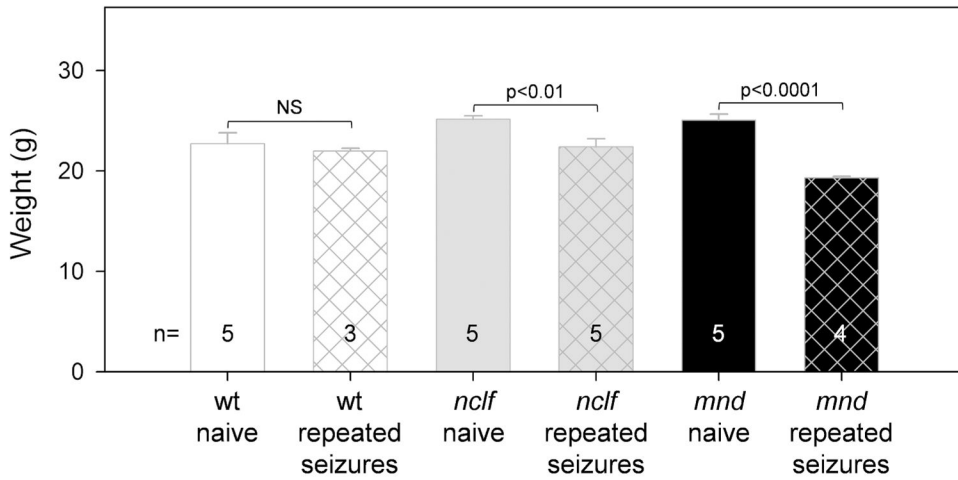 Weight (g)
30
20
10
0
NS
p<0.01
p<0.0001
n= 5 3 5 5 5 4
wt naive
wt repeated seizures
nclf naive
nclf repeated seizures
mnd naive
mnd repeated seizures